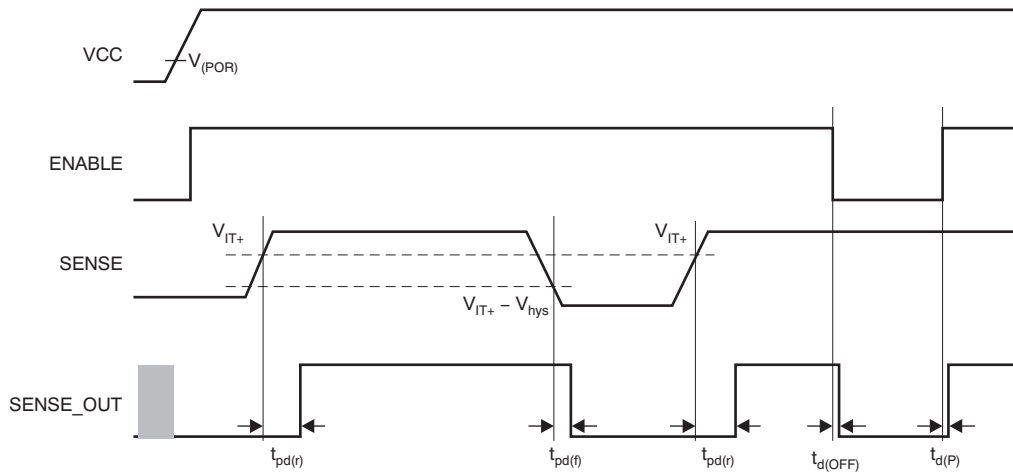 VCC
V(POR)
ENABLE
VIT+
VIT+
SENSE
VIT+ – Vhys
SENSE_OUT
tpd(r)
tpd(f)
tpd(r)
td(OFF)
td(P)